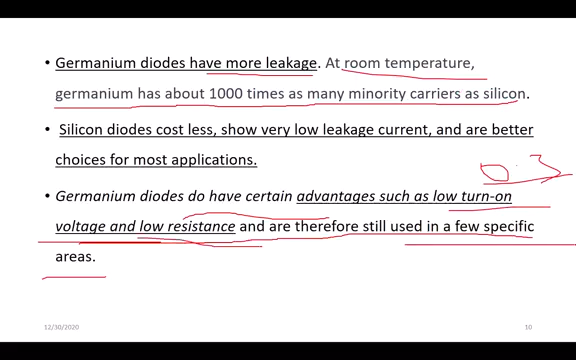 • Germanium diodes have more leakage. At room temperature,
germanium has about 1000 times as many minority carriers as silicon.
• Silicon diodes cost less, show very low leakage current, and are better
choices for most applications.
• Germanium diodes do have certain advantages such as low turn-on
voltage and low resistance and are therefore still used in a few specific
areas.
12/30/2020
10